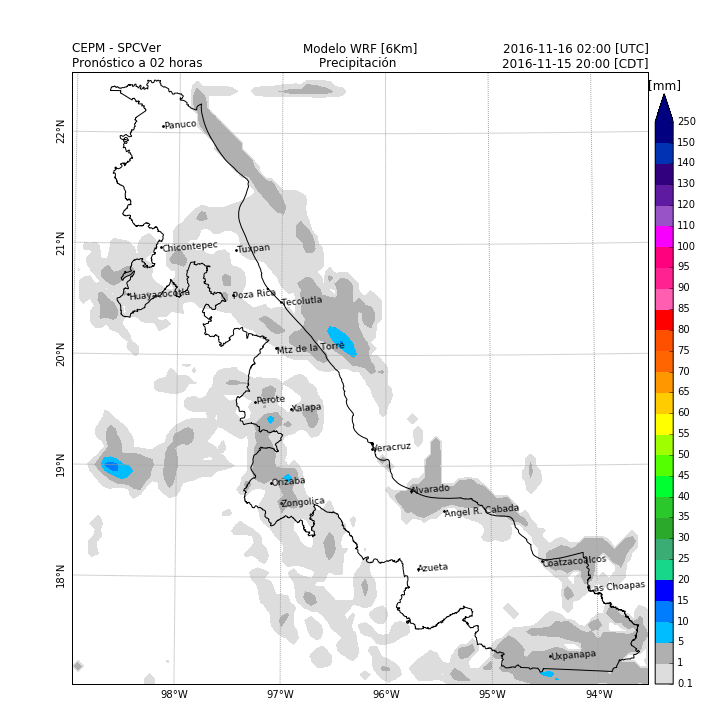 CEPM - SPCVer Modelo WRF [6Km] 2016-11-16 02:00 [UTC]
Pronóstico a 02 horas Precipitación 2016-11-15 20:00 [CDT]
[mm]
250
150
140
130
120
110
100
95
90
85
80
75
70
65
60
55
50
45
40
35
30
25
20
15
10
5
1
0.1
22°N
21°N
20°N
19°N
18°N
Panuco
Chicontepec
Tuxpan
Huayacocotla
Poza Rica
Tecolutla
Mtz de la Torre
Perote
Xalapa
Veracruz
Orizaba
Alvarado
Zongolica
Angel R. Cabada
Coatzacoalcos
Azueta
Las Choapas
Uxpanapa
98°W 97°W 96°W 95°W 94°W